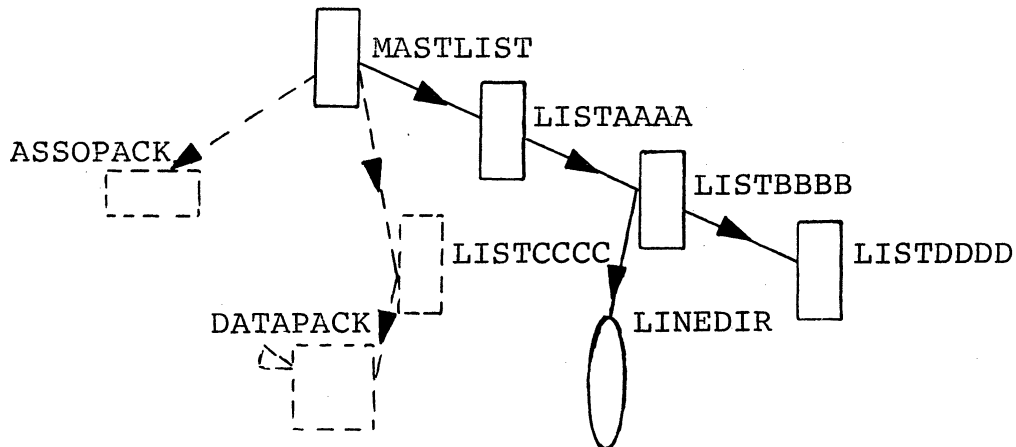 MASTLIST
LISTAAAA
ASSOPACK
LISTBBBB
LISTCCCC
LISTDDDD
DATAPACK
LINEDIR